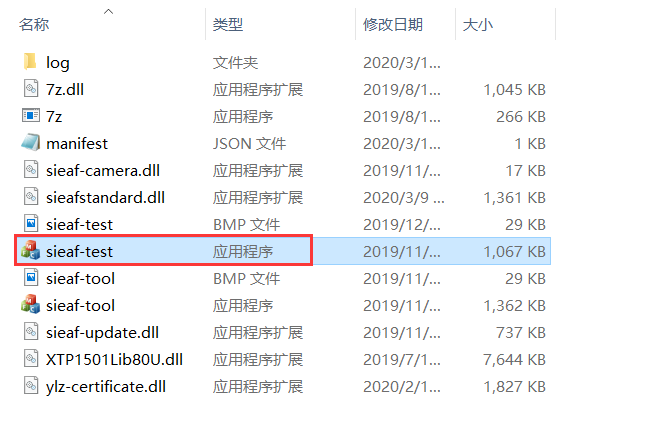 名称 类型 修改日期 大小
log 文件夹 2020/3/1...
7z.dll 应用程序扩展 2019/8/1... 1,045 KB
7z 应用程序 2019/8/1... 266 KB
manifest JSON 文件 2020/3/1... 1 KB
sieaf-camera.dll 应用程序扩展 2019/11/... 17 KB
sieafstandard.dll 应用程序扩展 2020/3/9 ... 1,361 KB
sieaf-test BMP 文件 2019/12/... 29 KB
sieaf-test 应用程序 2019/11/... 1,067 KB
sieaf-tool BMP 文件 2019/11/... 29 KB
sieaf-tool 应用程序 2019/11/... 1,362 KB
sieaf-update.dll 应用程序扩展 2019/11/... 737 KB
XTP1501Lib80U.dll 应用程序扩展 2019/7/1... 7,644 KB
ylz-certificate.dll 应用程序扩展 2020/2/1... 1,827 KB